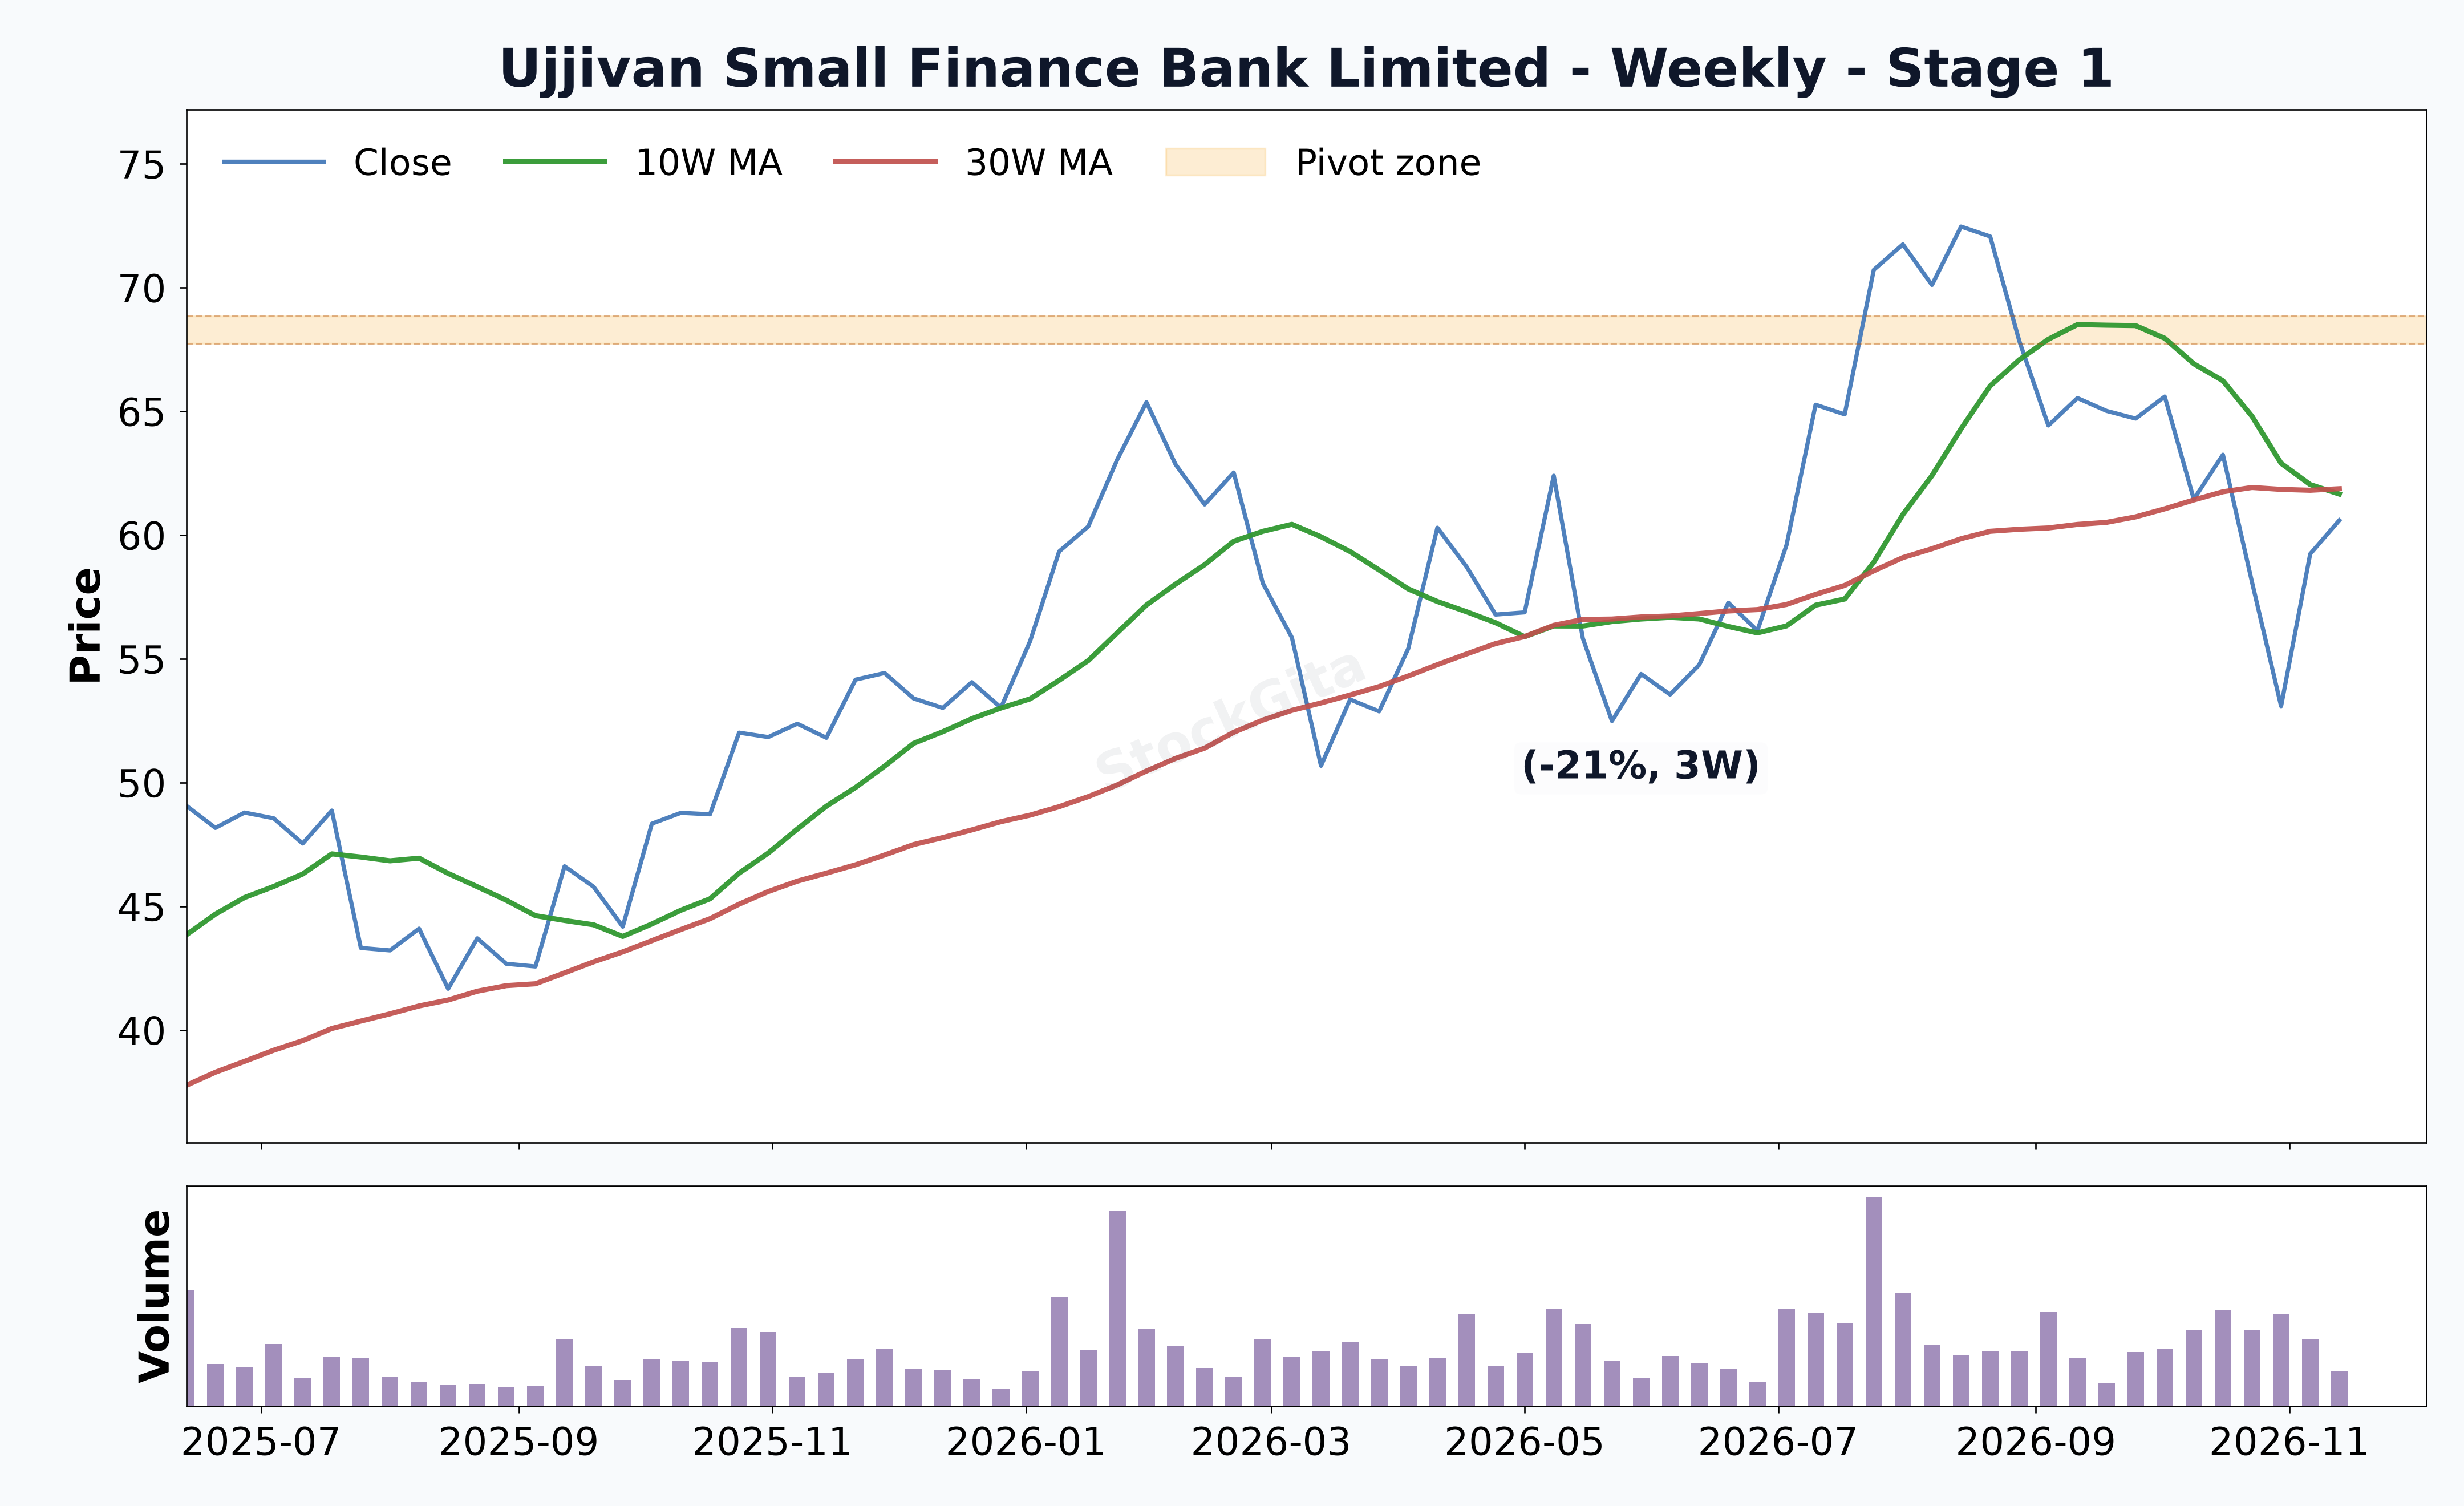 Ujjivan Small Finance Bank Limited - Weekly - Stage 1
Close 10W MA 30W MA Pivot zone
75
70
65
60
55
50
45
40
Price
StockGita
(-21%, 3W)
Volume
2025-07 2025-09 2025-11 2026-01 2026-03 2026-05 2026-07 2026-09 2026-11